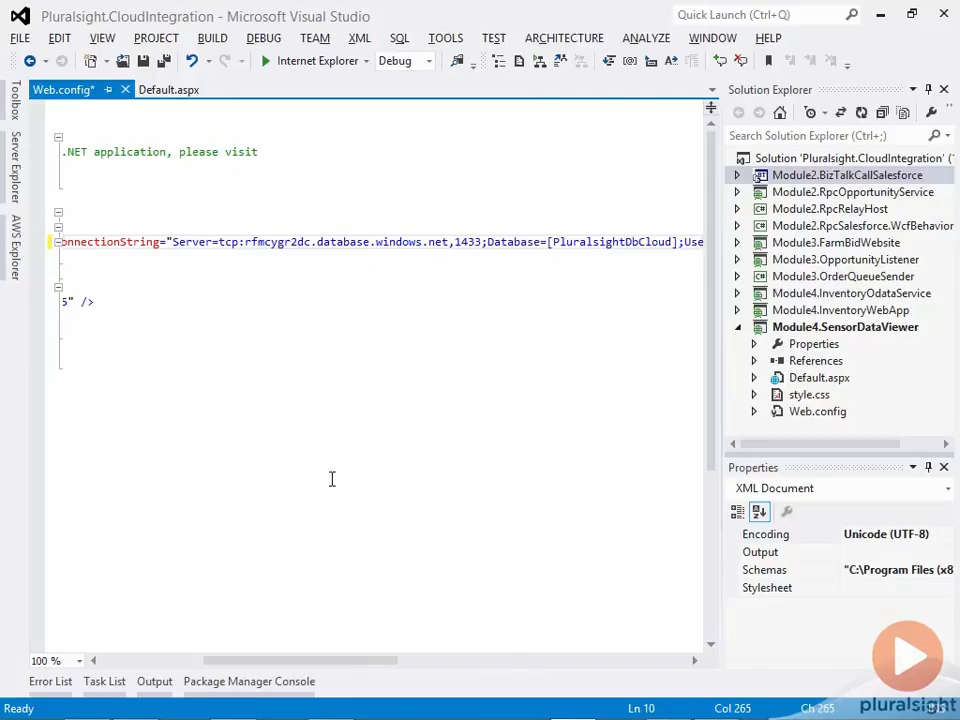 Pluralsight.CloudIntegration - Microsoft Visual Studio
Quick Launch (Ctrl+Q)
FILE EDIT VIEW PROJECT BUILD DEBUG TEAM XML SQL TOOLS TEST ARCHITECTURE ANALYZE WINDOW HELP
Internet Explorer Debug
Web.config* Default.aspx
Toolbox
Server Explorer
AWS Explorer
.NET application, please visit
onnectionString="Server=tcp:rfmcygr2dc.database.windows.net,1433;Database=[PluralsightDbCloud];Use
5" />
100 %
Error List Task List Output Package Manager Console
Solution Explorer
Search Solution Explorer (Ctrl+;)
Solution 'Pluralsight.CloudIntegration' (
Module2.BizTalkCallSalesforce
Module2.RpcOpportunityService
Module2.RpcRelayHost
Module2.RpcSalesforce.WcfBehavior
Module3.FarmBidWebsite
Module3.OpportunityListener
Module3.OrderQueueSender
Module4.InventoryOdataService
Module4.InventoryWebApp
Module4.SensorDataViewer
Properties
References
Default.aspx
style.css
Web.config
Properties
XML Document
Encoding Unicode (UTF-8)
Output
Schemas "C:\Program Files (x8
Stylesheet
pluralsight
Ready Ln 10 Col 265 Ch 265